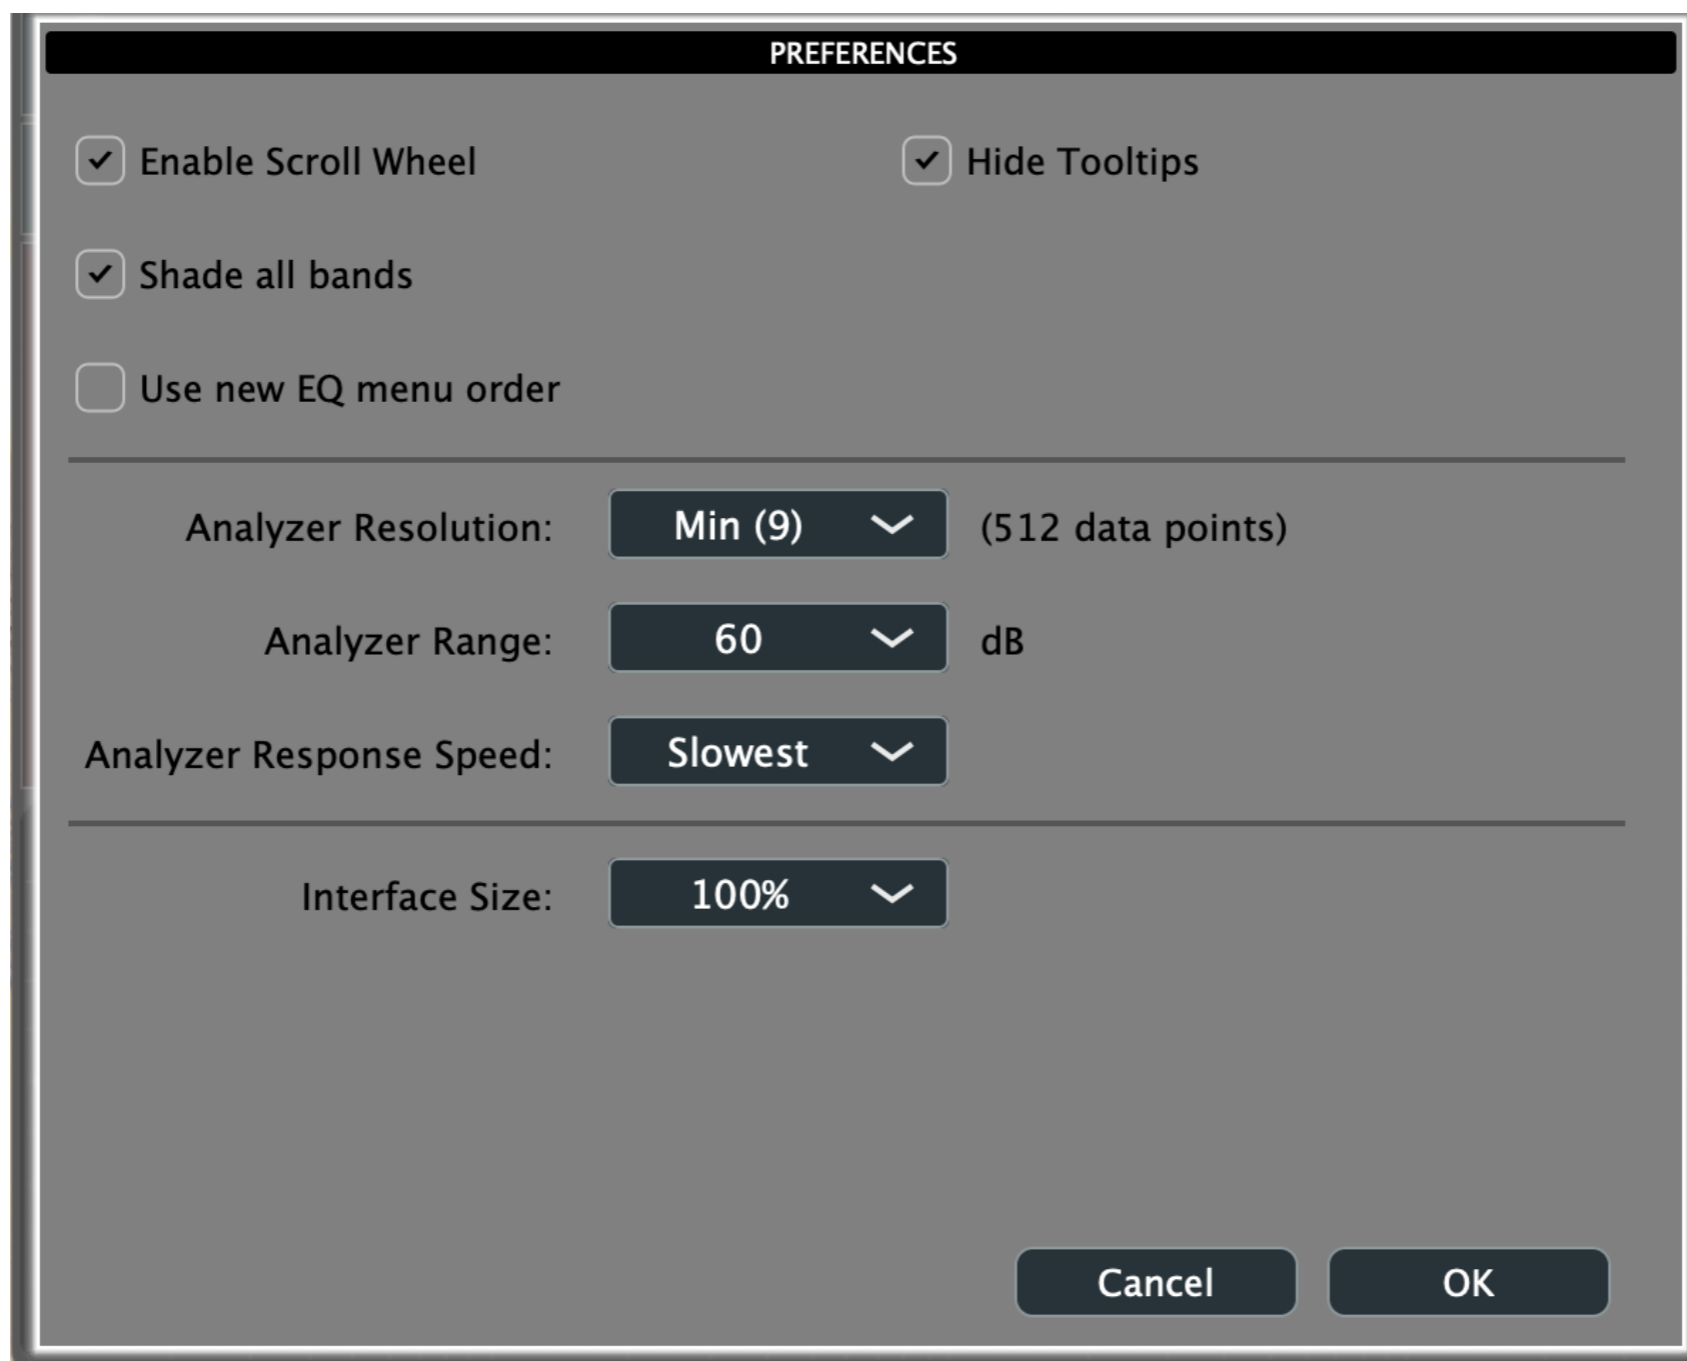 PREFERENCES
Enable Scroll Wheel
Hide Tooltips
Shade all bands
Use new EQ menu order
Analyzer Resolution: Min (9) (512 data points)
Analyzer Range: 60 dB
Analyzer Response Speed: Slowest
Interface Size: 100%
Cancel OK